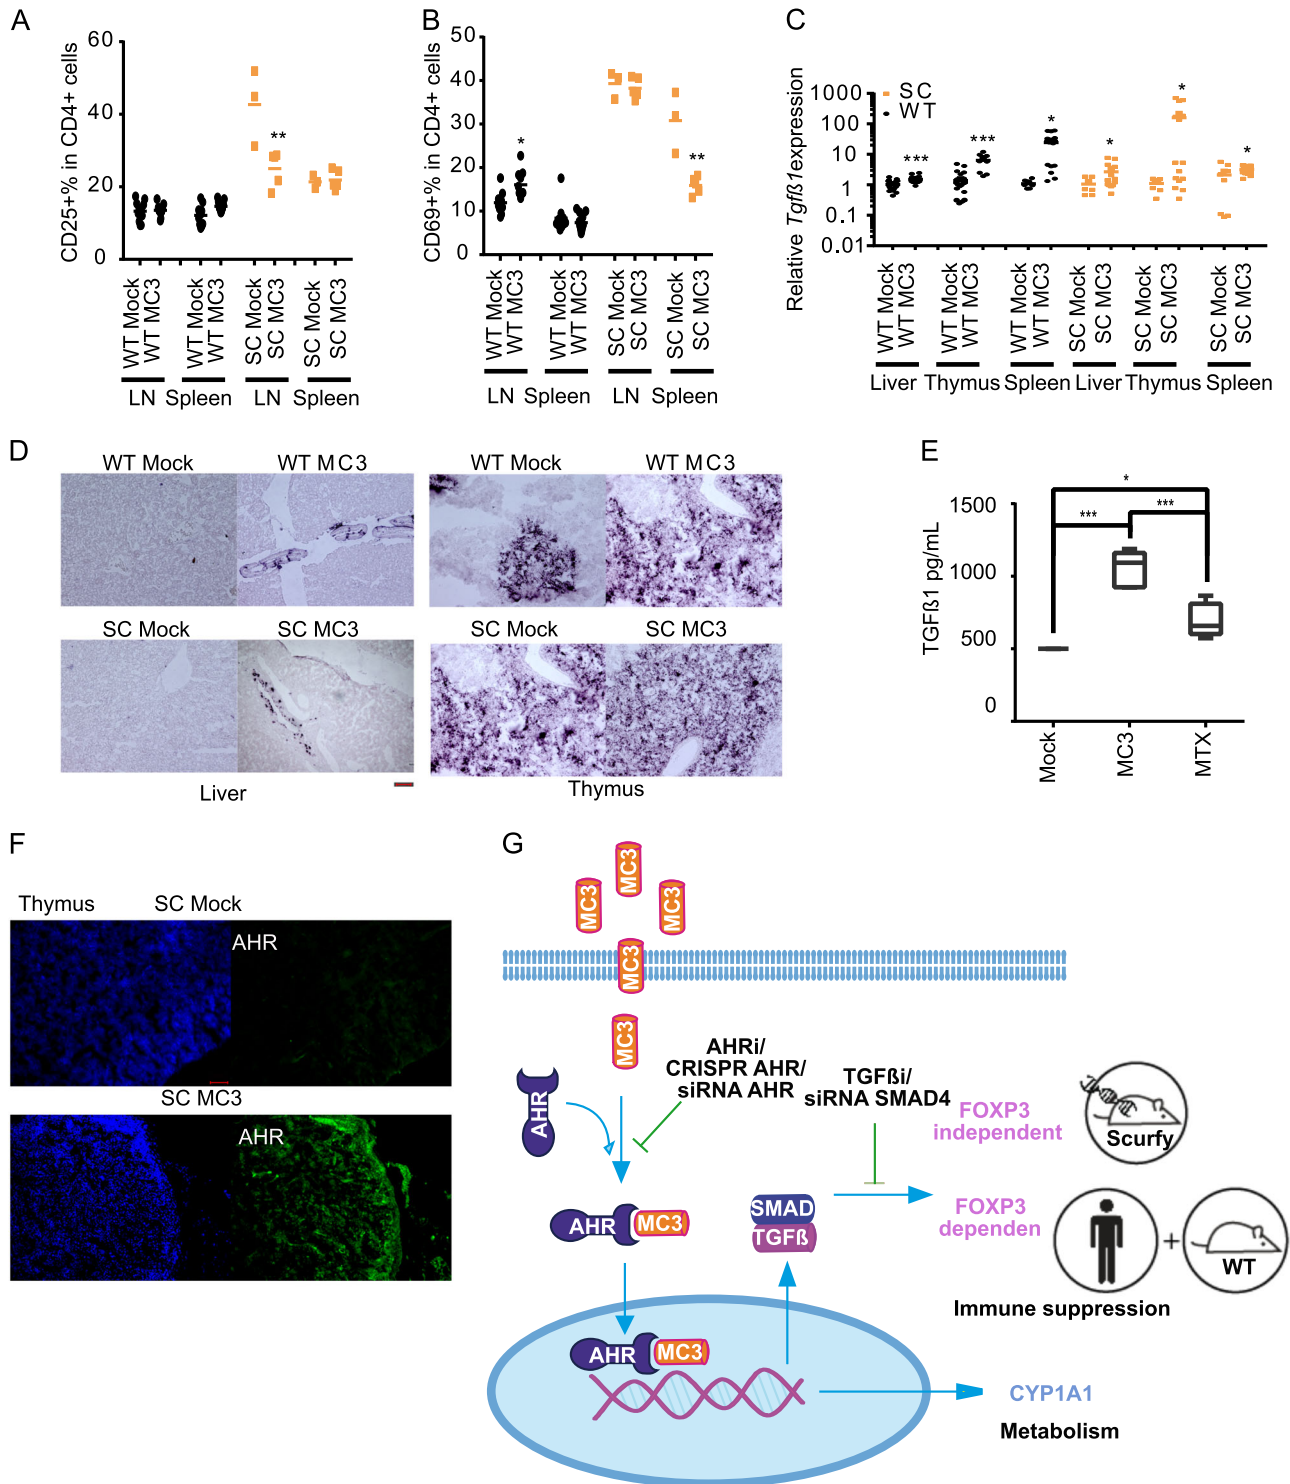 A
CD25+% in CD4+ cells
60
40
20
0
WT Mock
WT MC3
WT Mock
WT MC3
SC Mock
SC MC3
SC Mock
SC MC3
**
LN Spleen LN Spleen
B
CD69+% in CD4+ cells
50
40
30
20
10
0
*
**
WT Mock
WT MC3
WT Mock
WT MC3
SC Mock
SC MC3
SC Mock
SC MC3
LN Spleen LN Spleen
C
Relative Tgfß1expression
SC
WT
1000
100
10
1
0.1
0.01
*** *** * * * *
WT Mock
WT MC3
WT Mock
WT MC3
WT Mock
WT MC3
SC Mock
SC MC3
SC Mock
SC MC3
SC Mock
SC MC3
Liver Thymus Spleen Liver Thymus Spleen
D
WT Mock WT MC3 WT Mock WT MC3
SC Mock SC MC3 SC Mock SC MC3
Liver Thymus
E
TGFß1 pg/mL
1500
1000
500
0
*
*** ***
Mock
MC3
MTX
F
Thymus SC Mock
AHR
SC MC3
AHR
G
MC3
MC3
MC3
MC3
MC3
AHR
AHRi/
CRISPR AHR/
siRNA AHR
TGFßi/
siRNA SMAD4
FOXP3
independent
Scurfy
AHR MC3
SMAD
TGFß
FOXP3
dependen
+
WT
Immune suppression
AHR MC3
CYP1A1
Metabolism